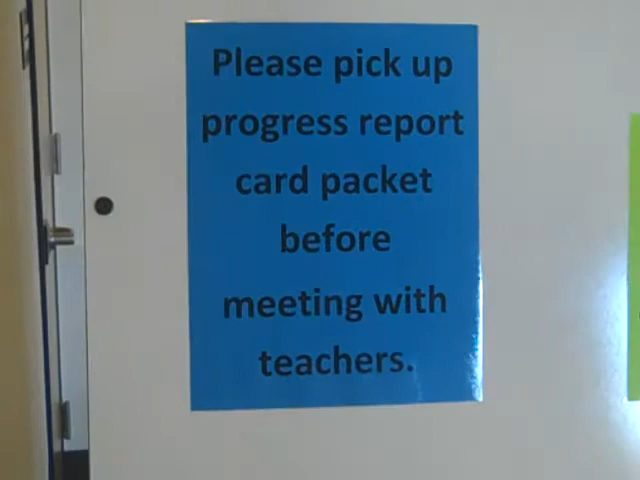 Please pick up
progress report
card packet
before
meeting with
teachers.